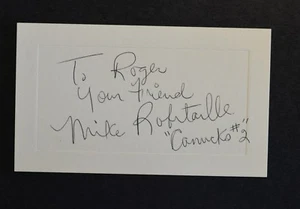 To Roger
Your Friend
Mike Robitaille
"Canucks #2"